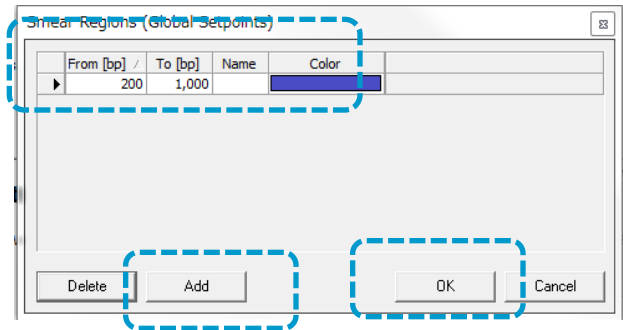 Smear Regions (Global Setpoints)
From [bp] To [bp] Name Color
200 1,000
Delete Add OK Cancel